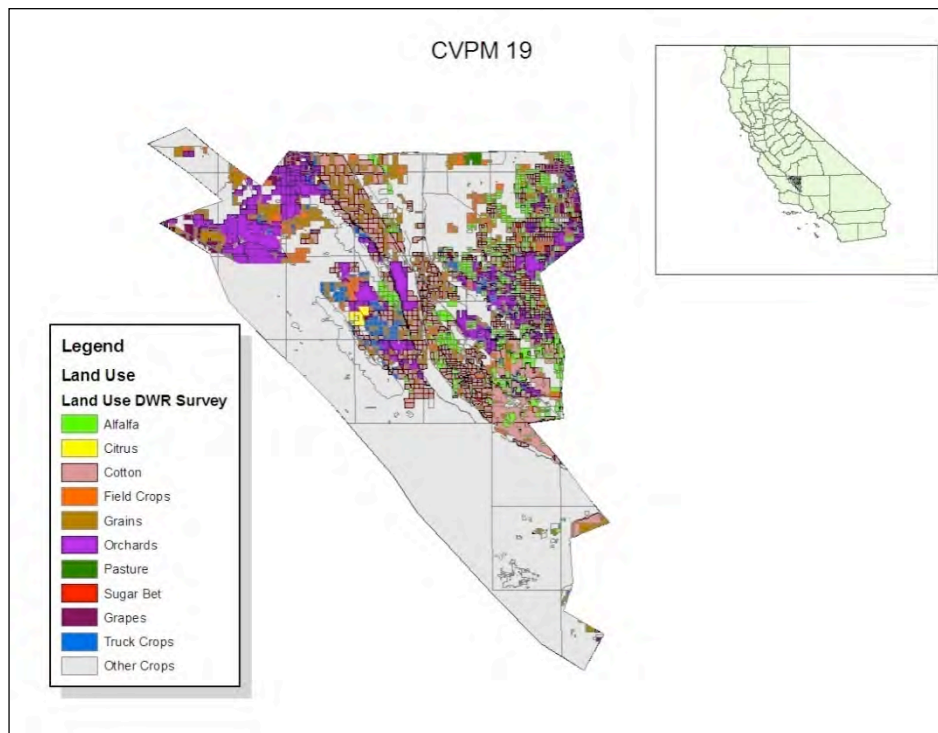 CVPM 19
Legend
Land Use
Land Use DWR Survey
Alfalfa
Citrus
Cotton
Field Crops
Grains
Orchards
Pasture
Sugar Bet
Grapes
Truck Crops
Other Crops